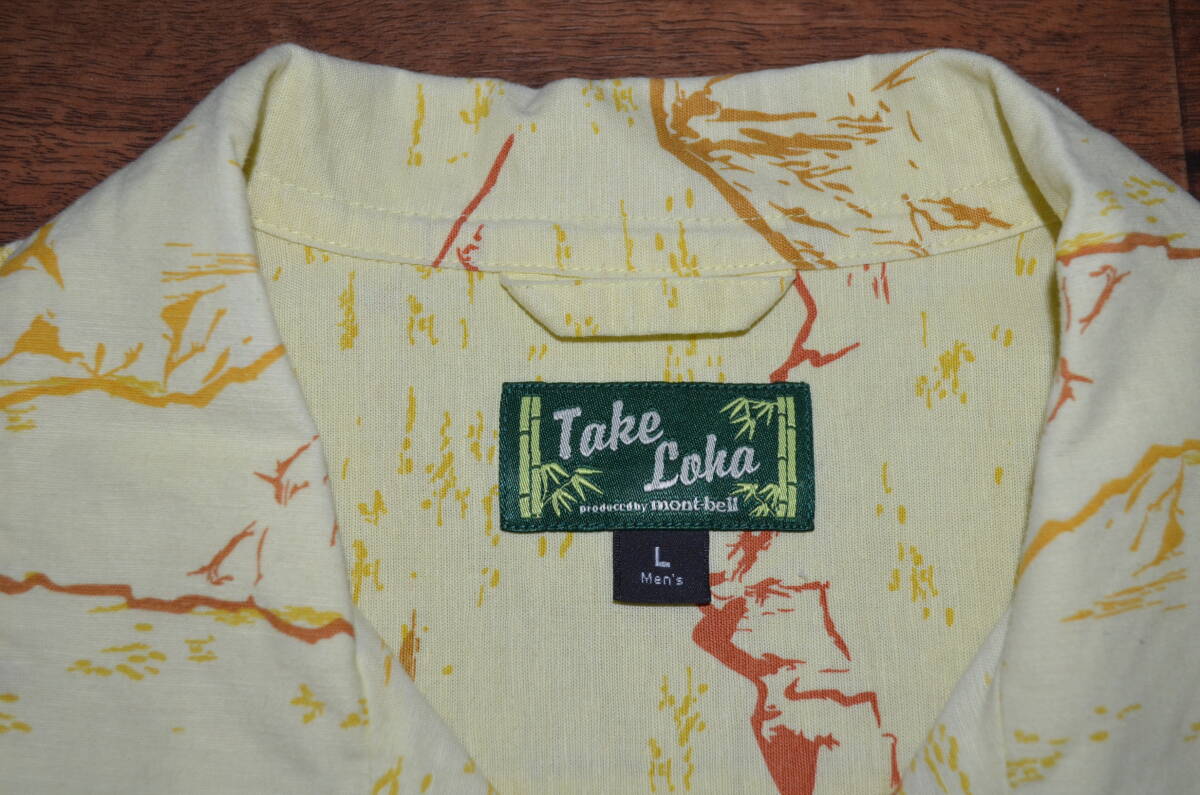 Take
Loha
produced by mont-bell
L
Men's